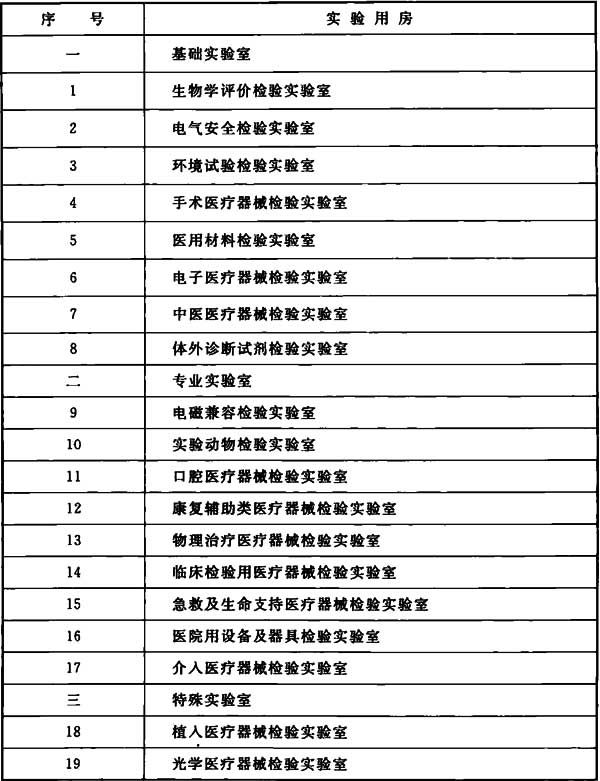 序 号 实 验 用 房
一 基础实验室
1 生物学评价检验实验室
2 电气安全检验实验室
3 环境试验检验实验室
4 手术医疗器械检验实验室
5 医用材料检验实验室
6 电子医疗器械检验实验室
7 中医医疗器械检验实验室
8 体外诊断试剂检验实验室
二 专业实验室
9 电磁兼容检验实验室
10 实验动物检验实验室
11 口腔医疗器械检验实验室
12 康复辅助类医疗器械检验实验室
13 物理治疗医疗器械检验实验室
14 临床检验用医疗器械检验实验室
15 急救及生命支持医疗器械检验实验室
16 医院用设备及器具检验实验室
17 介入医疗器械检验实验室
三 特殊实验室
18 植入医疗器械检验实验室
19 光学医疗器械检验实验室